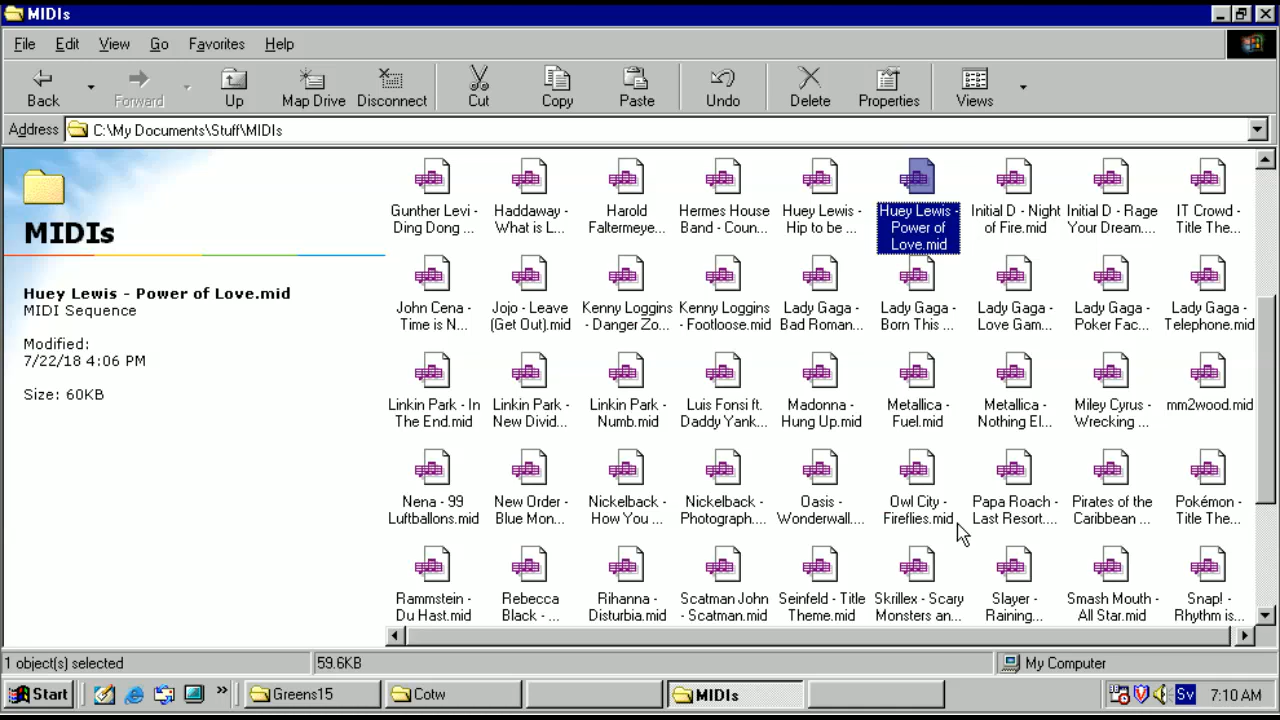 MIDIs
File Edit View Go Favorites Help
Back Forward Up Map Drive Disconnect Cut Copy Paste Undo Delete Properties Views
Address C:\My Documents\Stuff\MIDIs
MIDIs
Huey Lewis - Power of Love.mid
MIDI Sequence
Modified:
7/22/18 4:06 PM
Size: 60KB
Gunther Levi - Haddaway - Harold Hermes House Huey Lewis - Huey Lewis - Initial D - Night Initial D - Rage IT Crowd -
Ding Dong ... What is L... Faltermeye... Band - Coun... Hip to be ... Power of of Fire.mid Your Dream.... Title The...
Love.mid
John Cena - Jojo - Leave Kenny Loggins Kenny Loggins Lady Gaga - Lady Gaga - Lady Gaga - Lady Gaga - Lady Gaga -
Time is N... (Get Out).mid - Danger Zo... - Footloose.mid Bad Roman... Born This ... Love Gam... Poker Fac... Telephone.mid
Linkin Park - In Linkin Park - Linkin Park - Luis Fonsi ft. Madonna - Metallica - Metallica - Miley Cyrus - mm2wood.mid
The End.mid New Divid... Numb.mid Daddy Yank... Hung Up.mid Fuel.mid Nothing El... Wrecking ...
Nena - 99 New Order - Nickelback - Nickelback - Oasis - Owl City - Papa Roach - Pirates of the Pokémon -
Luftballons.mid Blue Mon... How You ... Photograph.... Wonderwall.... Fireflies.mid Last Resort.... Caribbean ... Title The...
Rammstein - Rebecca Rihanna - Scatman John Seinfeld - Title Skrillex - Scary Slayer - Smash Mouth - Snap! -
Du Hast.mid Black - ... Disturbia.mid - Scatman.mid Theme.mid Monsters an... Raining... All Star.mid Rhythm is...
1 object(s) selected 59.6KB My Computer
Start » Greens15 Cotw MIDIs Sv 7:10 AM